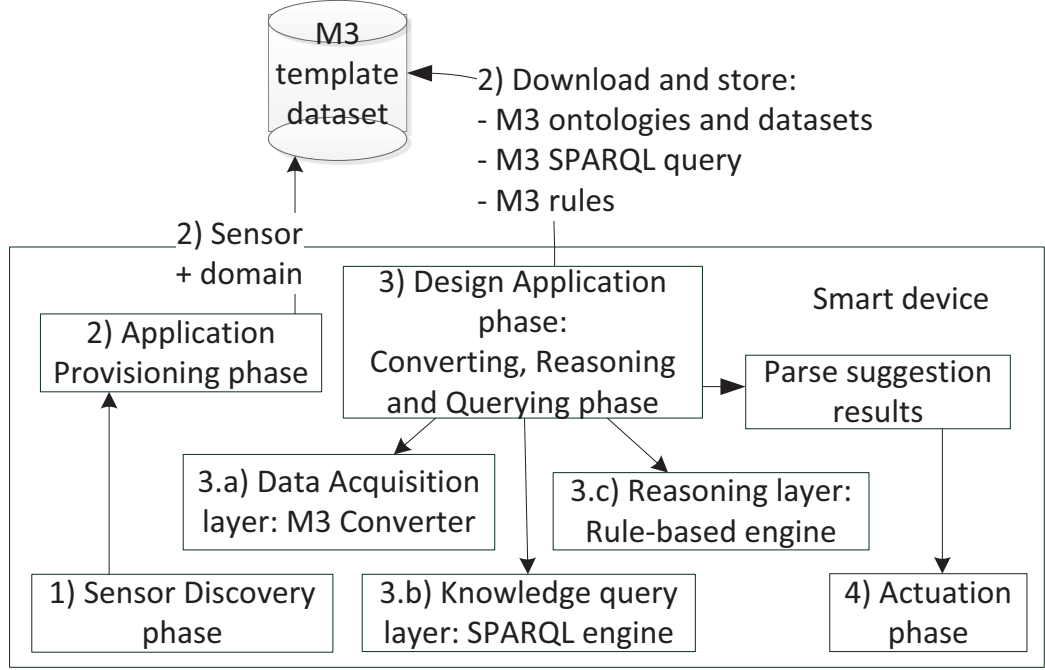 M3
template
dataset
2) Download and store:
- M3 ontologies and datasets
- M3 SPARQL query
- M3 rules
2) Sensor
+ domain
Smart device
2) Application
Provisioning phase
3) Design Application
phase:
Converting, Reasoning
and Querying phase
Parse suggestion
results
3.a) Data Acquisition
layer: M3 Converter
3.c) Reasoning layer:
Rule-based engine
1) Sensor Discovery
phase
3.b) Knowledge query
layer: SPARQL engine
4) Actuation
phase